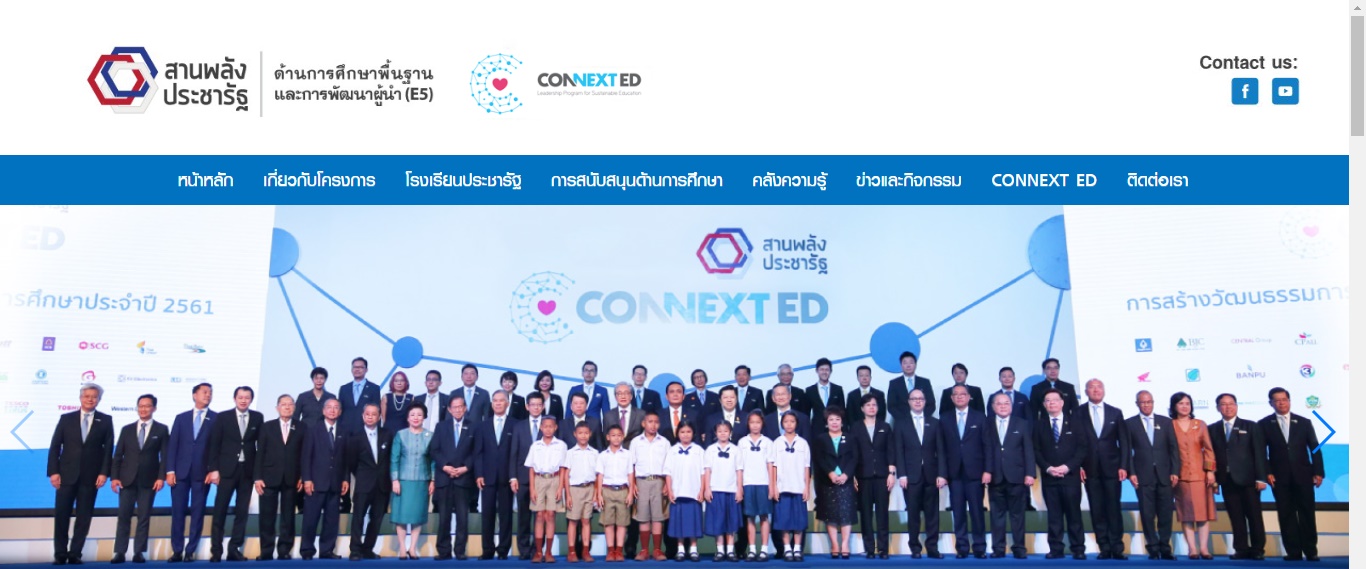 สานพลัง
ประชารัฐ
ด้านการศึกษาพื้นฐาน
และการพัฒนาผู้นำ (E5)
CONNEXT ED
Leadership Program for Sustainable Education
Contact us:
หน้าหลัก เกี่ยวกับโครงการ โรงเรียนประชารัฐ การสนับสนุนด้านการศึกษา คลังความรู้ ข่าวและกิจกรรม CONNEXT ED ติดต่อเรา
ED
สานพลัง
ประชารัฐ
CONNEXT ED
ารศึกษาประจำปี 2561
การสร้างวัฒนธรรมการ
SCG
BJC
BANPU